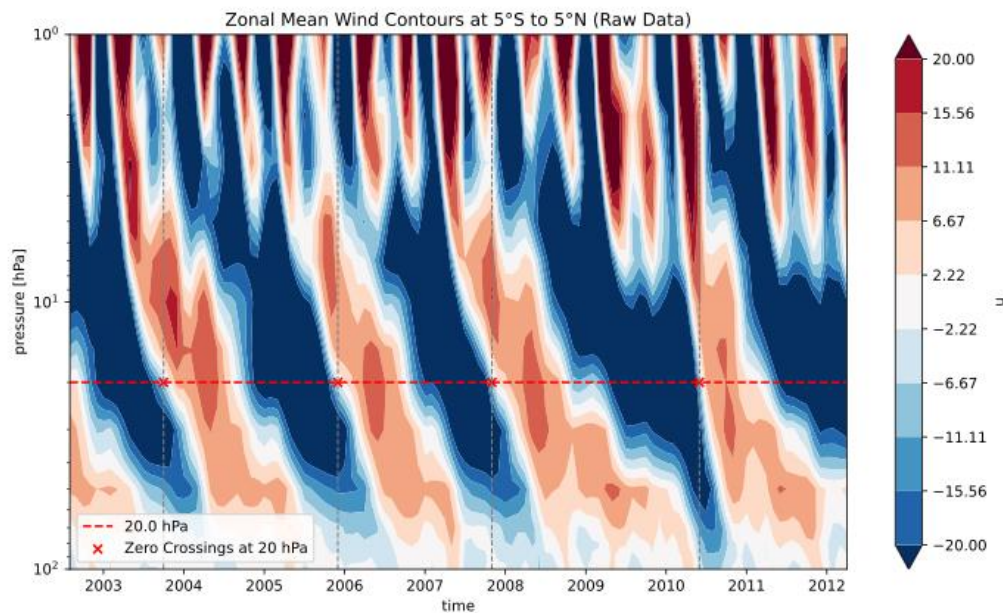 Zonal Mean Wind Contours at 5°S to 5°N (Raw Data)
10⁰
10¹
10²
pressure [hPa]
20.0 hPa
Zero Crossings at 20 hPa
2003 2004 2005 2006 2007 2008 2009 2010 2011 2012
time
20.00
15.56
11.11
6.67
2.22
−2.22
−6.67
−11.11
−15.56
−20.00
u